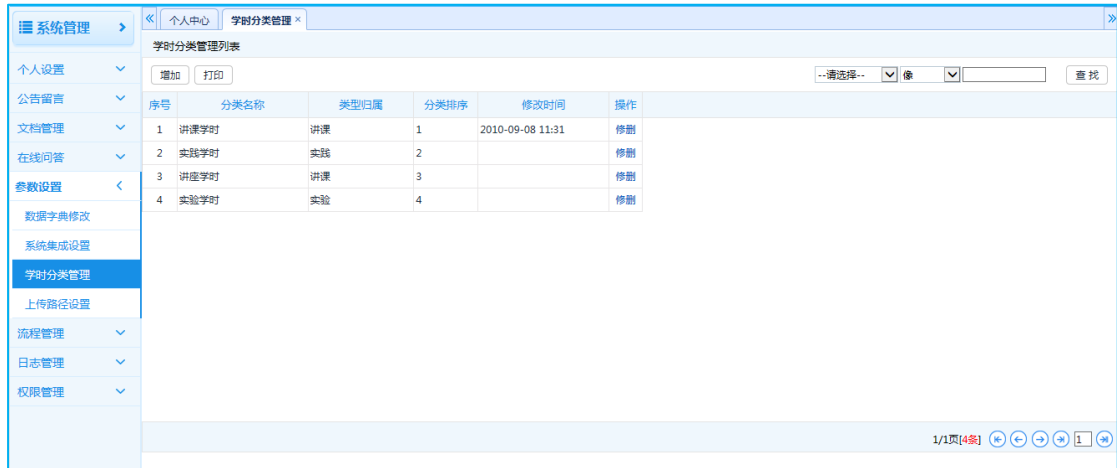 系统管理
个人设置
公告留言
文档管理
在线问答
参数设置
数据字典修改
系统集成设置
学时分类管理
上传路径设置
流程管理
日志管理
权限管理
个人中心 学时分类管理 ×
学时分类管理列表
增加 打印 --请选择-- 像 查找
序号 分类名称 类型归属 分类排序 修改时间 操作
1 讲课学时 讲课 1 2010-09-08 11:31 修删
2 实践学时 实践 2 修删
3 讲座学时 讲课 3 修删
4 实验学时 实验 4 修删
1/1页[4条] 1